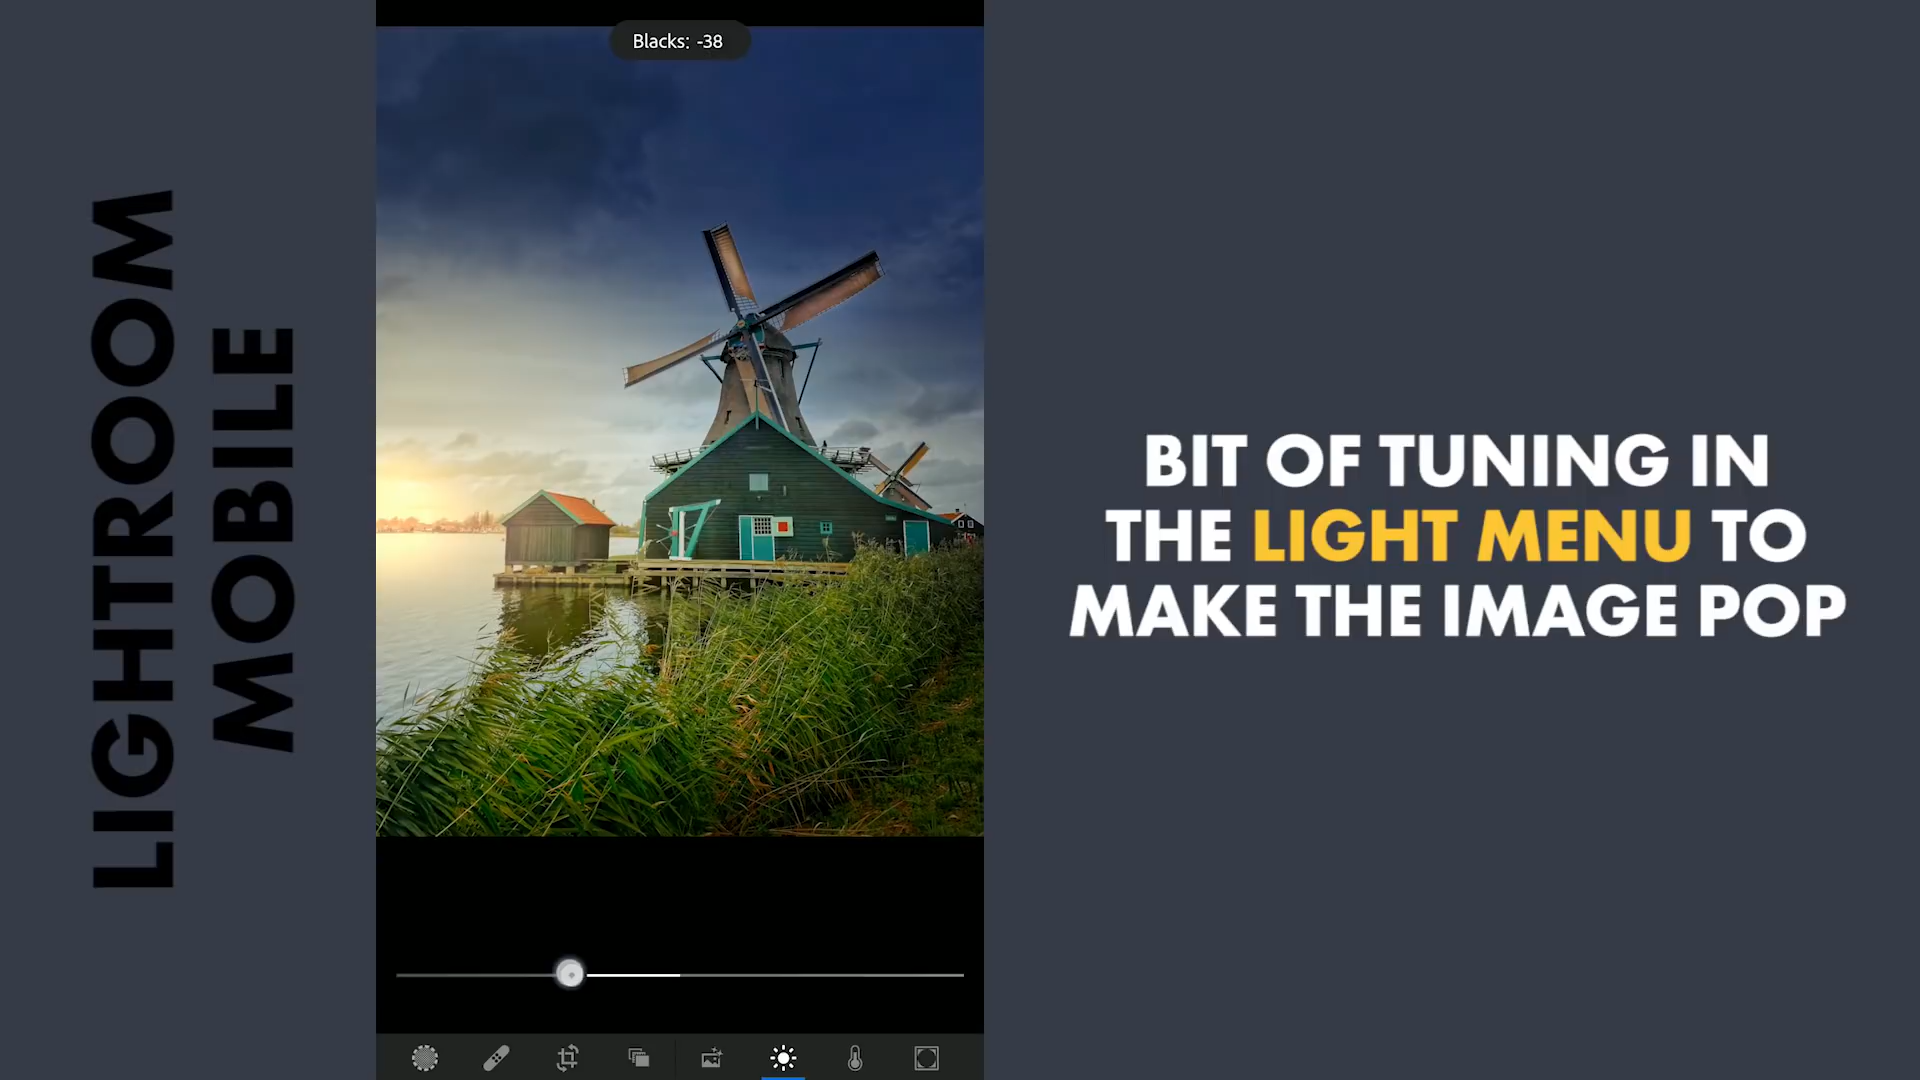 LIGHTROOM
MOBILE
Blacks: -38
BIT OF TUNING IN
THE LIGHT MENU TO
MAKE THE IMAGE POP